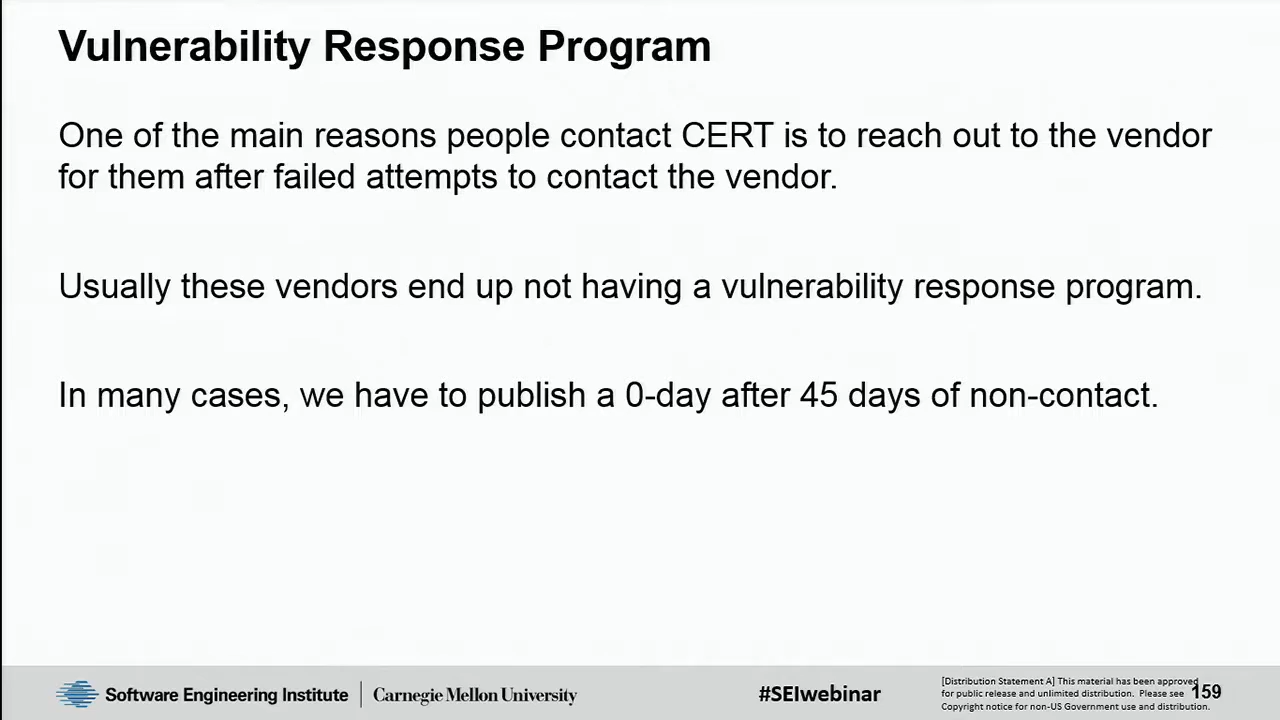 Vulnerability Response Program
One of the main reasons people contact CERT is to reach out to the vendor
for them after failed attempts to contact the vendor.
Usually these vendors end up not having a vulnerability response program.
In many cases, we have to publish a 0-day after 45 days of non-contact.
Software Engineering Institute | Carnegie Mellon University
#SEIwebinar
[Distribution Statement A] This material has been approved
for public release and unlimited distribution. Please see
Copyright notice for non-US Government use and distribution.
159